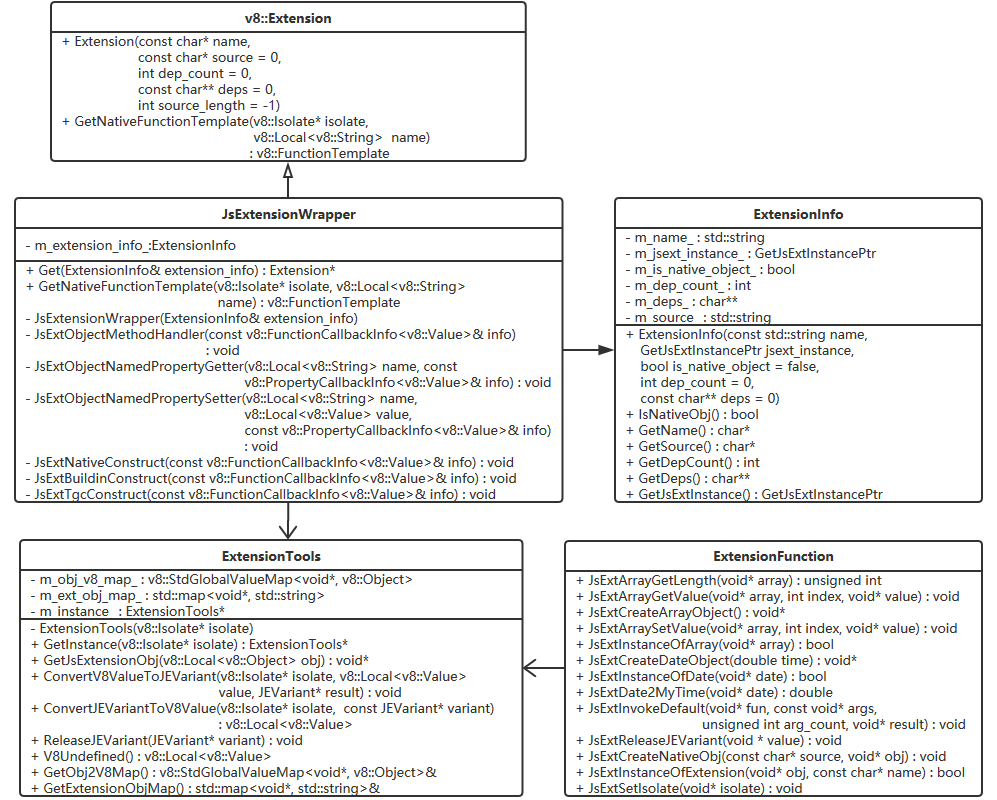 v8::Extension
+ Extension(const char* name,
const char* source = 0,
int dep_count = 0,
const char** deps = 0,
int source_length = -1)
+ GetNativeFunctionTemplate(v8::Isolate* isolate,
v8::Local<v8::String> name)
: v8::FunctionTemplate
JsExtensionWrapper
- m_extension_info_:ExtensionInfo
+ Get(ExtensionInfo& extension_info) : Extension*
+ GetNativeFunctionTemplate(v8::Isolate* isolate, v8::Local<v8::String>
name) : v8::FunctionTemplate
- JsExtensionWrapper(ExtensionInfo& extension_info)
- JsExtObjectMethodHandler(const v8::FunctionCallbackInfo<v8::Value>& info)
: void
- JsExtObjectNamedPropertyGetter(v8::Local<v8::String> name, const
v8::PropertyCallbackInfo<v8::Value>& info) : void
- JsExtObjectNamedPropertySetter(v8::Local<v8::String> name,
v8::Local<v8::Value> value,
const v8::PropertyCallbackInfo<v8::Value>& info)
: void
- JsExtNativeConstruct(const v8::FunctionCallbackInfo<v8::Value>& info) : void
- JsExtBuildinConstruct(const v8::FunctionCallbackInfo<v8::Value>& info) : void
- JsExtTgcConstruct(const v8::FunctionCallbackInfo<v8::Value>& info) : void
ExtensionInfo
- m_name_ : std::string
- m_jsext_instance_ : GetJsExtInstancePtr
- m_is_native_object_ : bool
- m_dep_count_ : int
- m_deps_ : char**
- m_source_ : std::string
+ ExtensionInfo(const std::string name,
GetJsExtInstancePtr jsext_instance,
bool is_native_object = false,
int dep_count = 0,
const char** deps = 0)
+ IsNativeObj() : bool
+ GetName() : char*
+ GetSource() : char*
+ GetDepCount() : int
+ GetDeps() : char**
+ GetJsExtInstance() : GetJsExtInstancePtr
ExtensionTools
- m_obj_v8_map_ : v8::StdGlobalValueMap<void*, v8::Object>
- m_ext_obj_map_ : std::map<void*, std::string>
- m_instance_ : ExtensionTools*
- ExtensionTools(v8::Isolate* isolate)
+ GetInstance(v8::Isolate* isolate) : ExtensionTools*
+ GetJsExtensionObj(v8::Local<v8::Object> obj) : void*
+ ConvertV8ValueToJEVariant(v8::Isolate* isolate, v8::Local<v8::Value>
value, JEVariant* result) : void
+ ConvertJEVariantToV8Value(v8::Isolate* isolate, const JEVariant* variant)
: v8::Local<v8::Value>
+ ReleaseJEVariant(JEVariant* variant) : void
+ V8Undefined() : v8::Local<v8::Value>
+ GetObj2V8Map() : v8::StdGlobalValueMap<void*, v8::Object>&
+ GetExtensionObjMap() : std::map<void*, std::string>&
ExtensionFunction
+ JsExtArrayGetLength(void* array) : unsigned int
+ JsExtArrayGetValue(void* array, int index, void* value) : void
+ JsExtCreateArrayObject() : void*
+ JsExtArraySetValue(void* array, int index, void* value) : void
+ JsExtInstanceOfArray(void* array) : bool
+ JsExtCreateDateObject(double time) : void*
+ JsExtInstanceOfDate(void* date) : bool
+ JsExtDate2MyTime(void* date) : double
+ JsExtInvokeDefault(void* fun, const void* args,
unsigned int arg_count, void* result) : void
+ JsExtReleaseJEVariant(void * value) : void
+ JsExtCreateNativeObj(const char* source, void* obj) : void
+ JsExtInstanceOfExtension(void* obj, const char* name) : bool
+ JsExtSetIsolate(void* isolate) : void